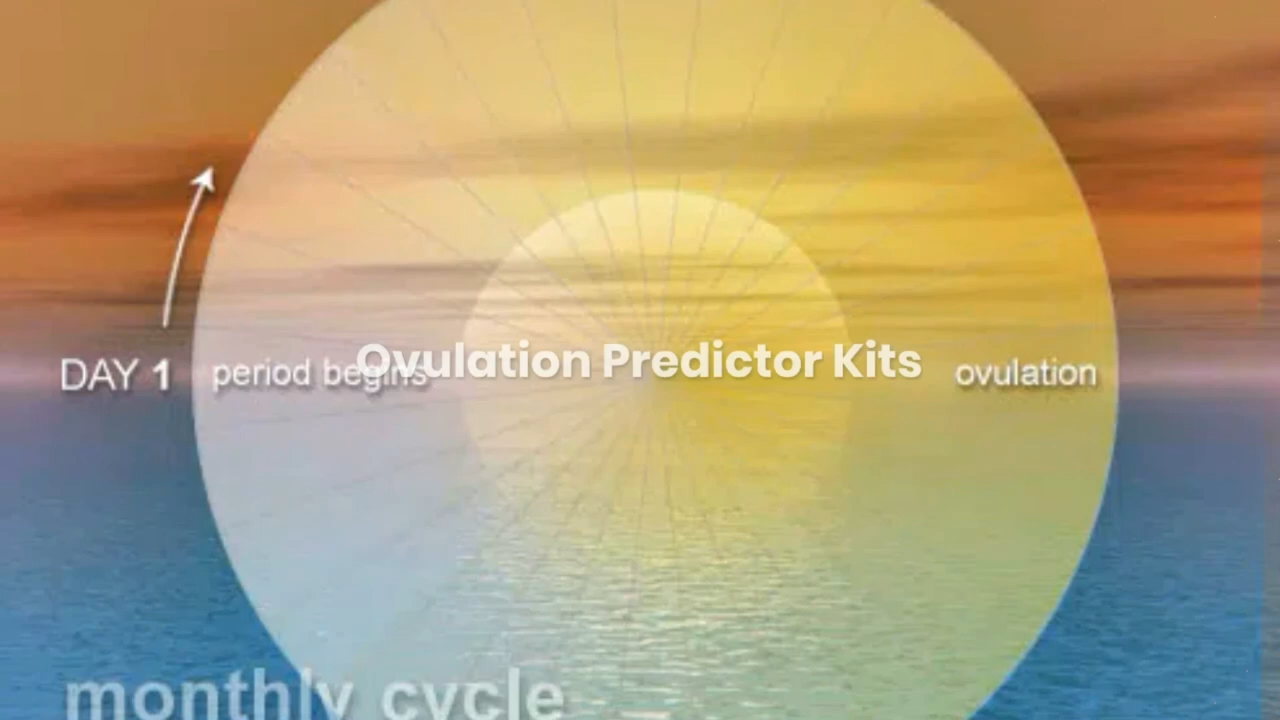 Ovulation Predictor Kits
DAY 1 period begins
ovulation
monthly cycle